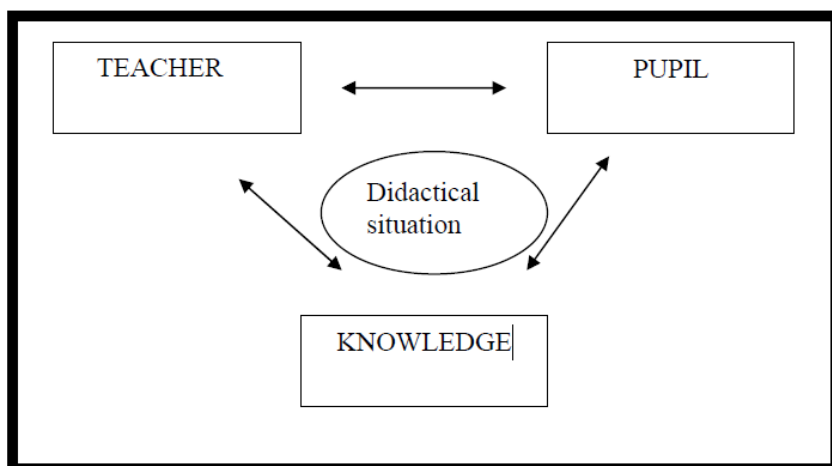 TEACHER
PUPIL
Didactical
situation
KNOWLEDGE